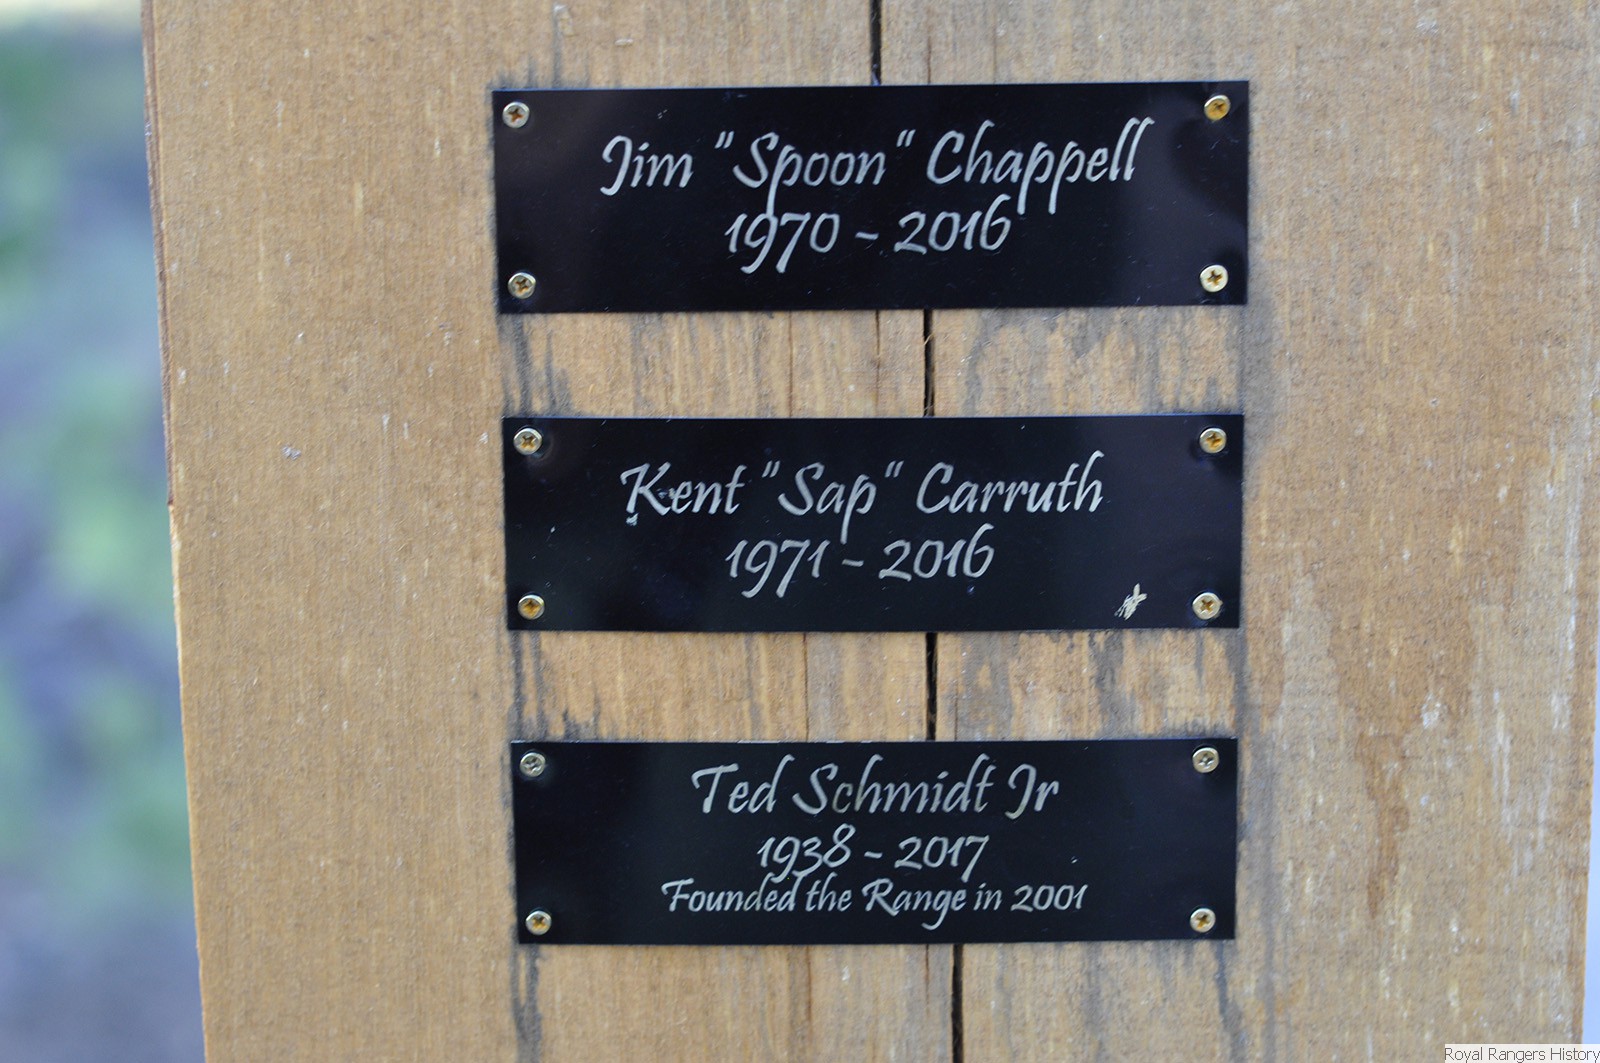 Jim "Spoon" Chappell
1970 - 2016
Kent "Sap" Carruth
1971 - 2016
Ted Schmidt Jr
1938 - 2017
Founded the Range in 2001
Royal Rangers History